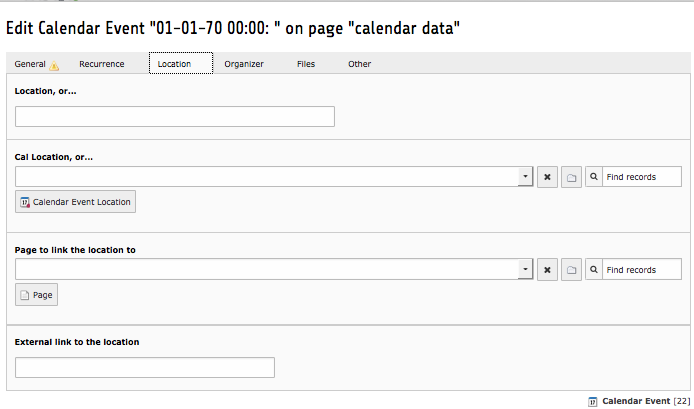 Edit Calendar Event "01-01-70 00:00: " on page "calendar data"
General Recurrence Location Organizer Files Other
Location, or...
Cal Location, or...
Find records
Calendar Event Location
Page to link the location to
Find records
Page
External link to the location
Calendar Event [22]